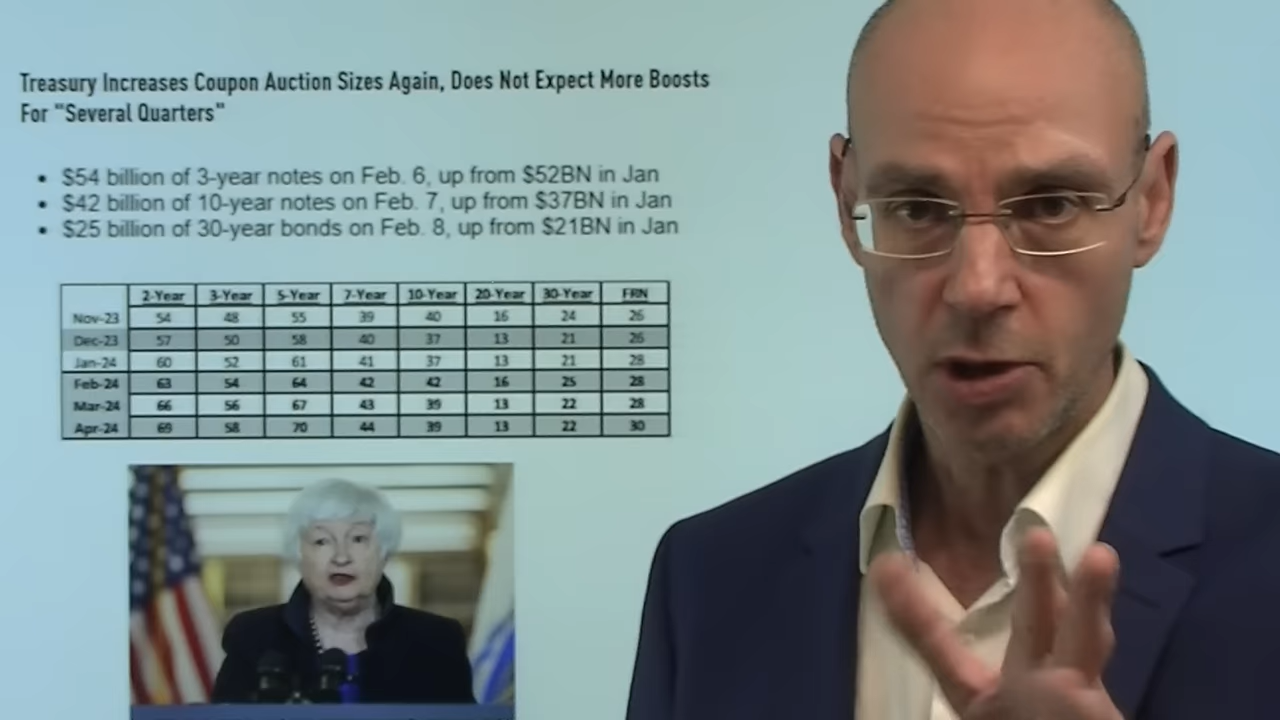 Treasury Increases Coupon Auction Sizes Again, Does Not Expect More Boosts
For "Several Quarters"
• $54 billion of 3-year notes on Feb. 6, up from $52BN in Jan
• $42 billion of 10-year notes on Feb. 7, up from $37BN in Jan
• $25 billion of 30-year bonds on Feb. 8, up from $21BN in Jan
2-Year 3-Year 5-Year 7-Year 10-Year 20-Year 30-Year FRN
Nov-23 54 48 55 39 40 16 24 26
Dec-23 57 50 58 40 37 13 21 26
Jan-24 60 52 61 41 37 13 21 28
Feb-24 63 54 64 42 42 16 25 28
Mar-24 66 56 67 43 39 13 22 28
Apr-24 69 58 70 44 39 13 22 30